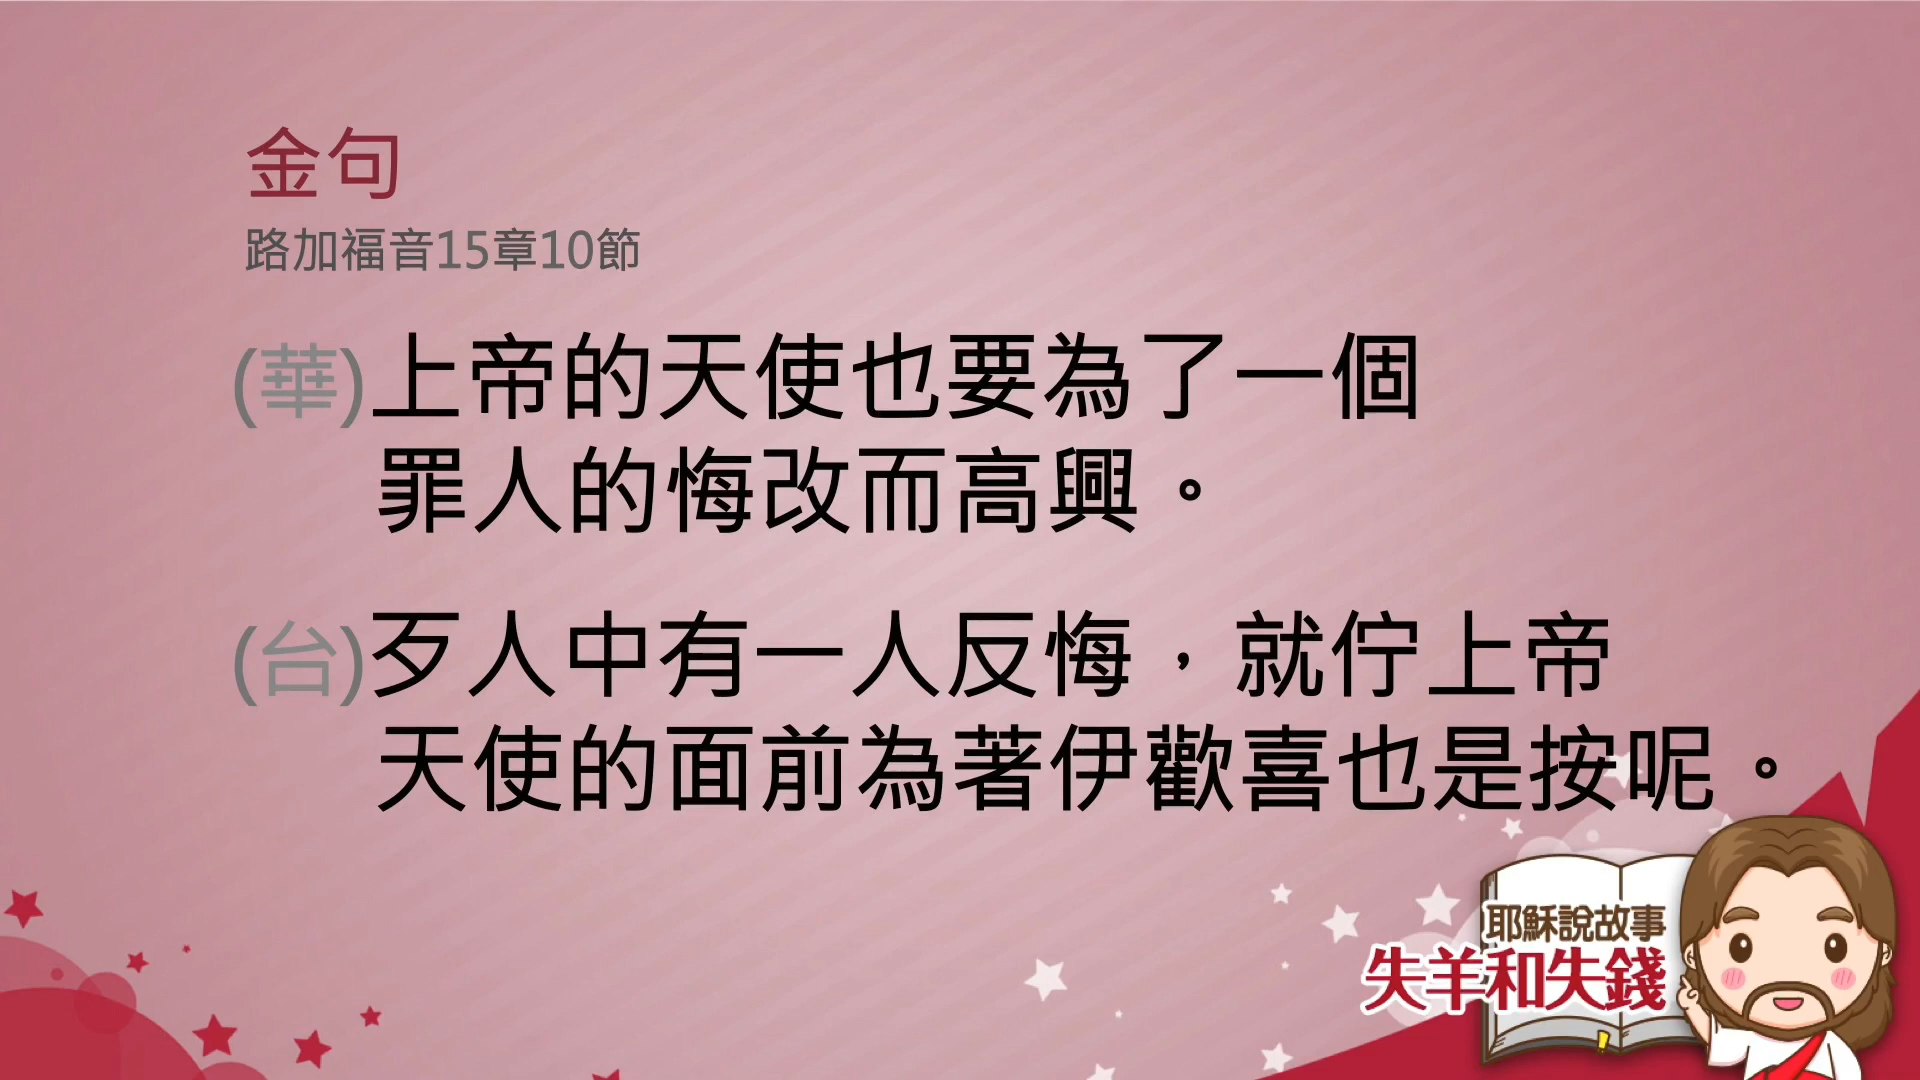 金句
路加福音15章10節
(華)上帝的天使也要為了一個
罪人的悔改而高興。
(台)歹人中有一人反悔，就佇上帝
天使的面前為著伊歡喜也是按呢。
耶穌說故事
失羊和失錢